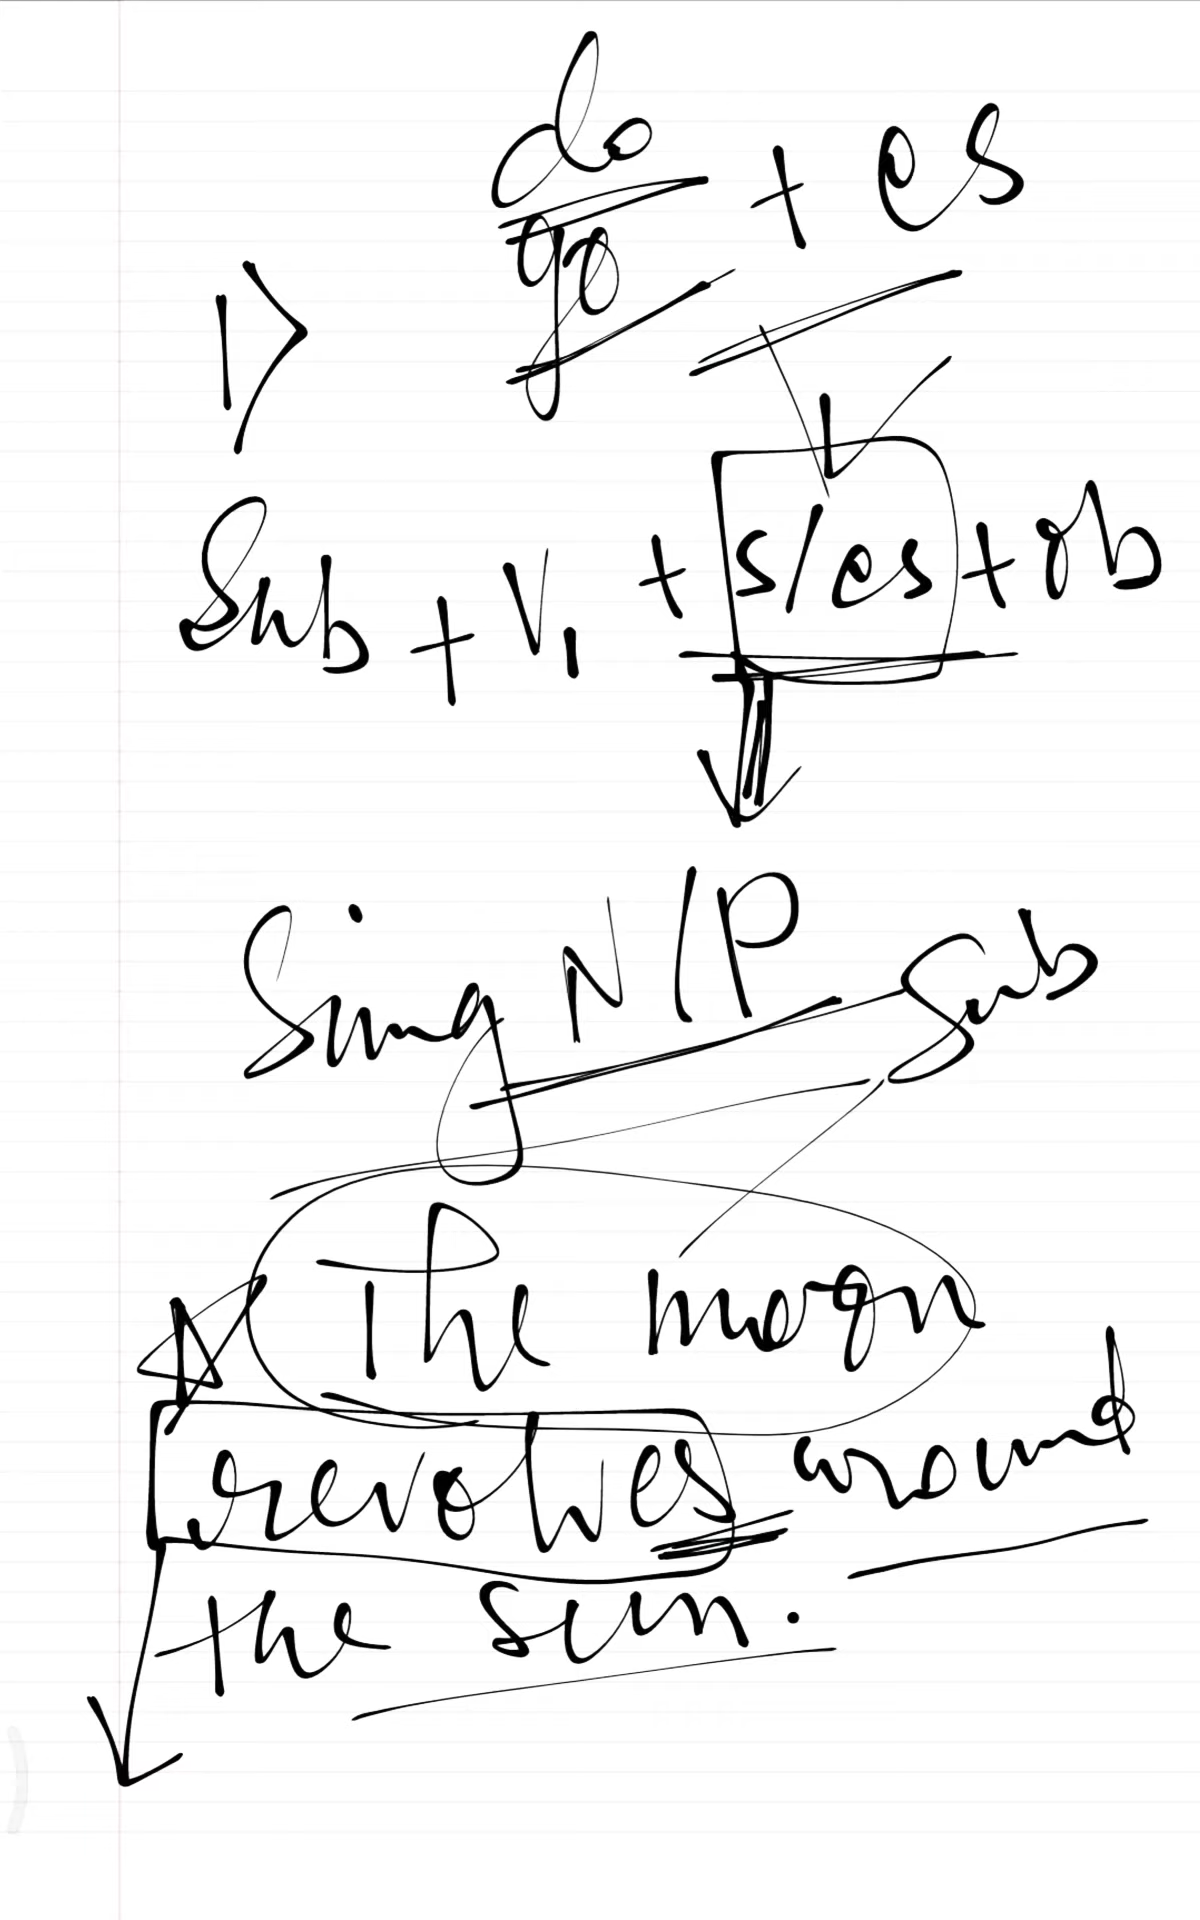 do + es
go
1>
Sub + V1 + s/es + ob
Sing N/P
Sub
The moon
revolves around
the sun.